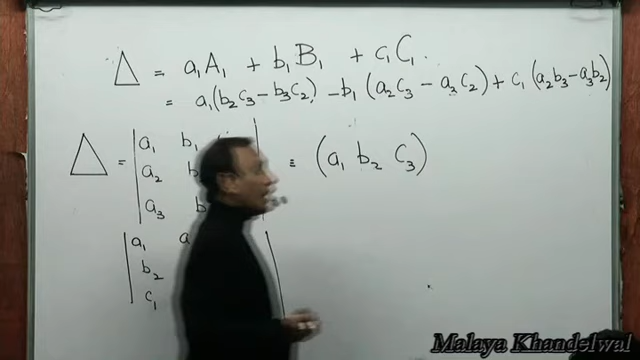 Δ = a₁A₁ + b₁B₁ + c₁C₁.
= a₁(b₂c₃ - b₃c₂) - b₁(a₂c₃ - a₃c₂) + c₁(a₂b₃ - a₃b₂)
Δ = | a₁ b₁ | = (a₁ b₂ c₃)
a₂ b
a₃ b
| a₁ a |
b₂
c₁
Malaya Khandelwal